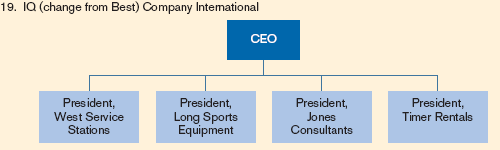 19. IQ (change from Best) Company International
CEO
President,
West Service
Stations
President,
Long Sports
Equipment
President,
Jones
Consultants
President,
Timer Rentals